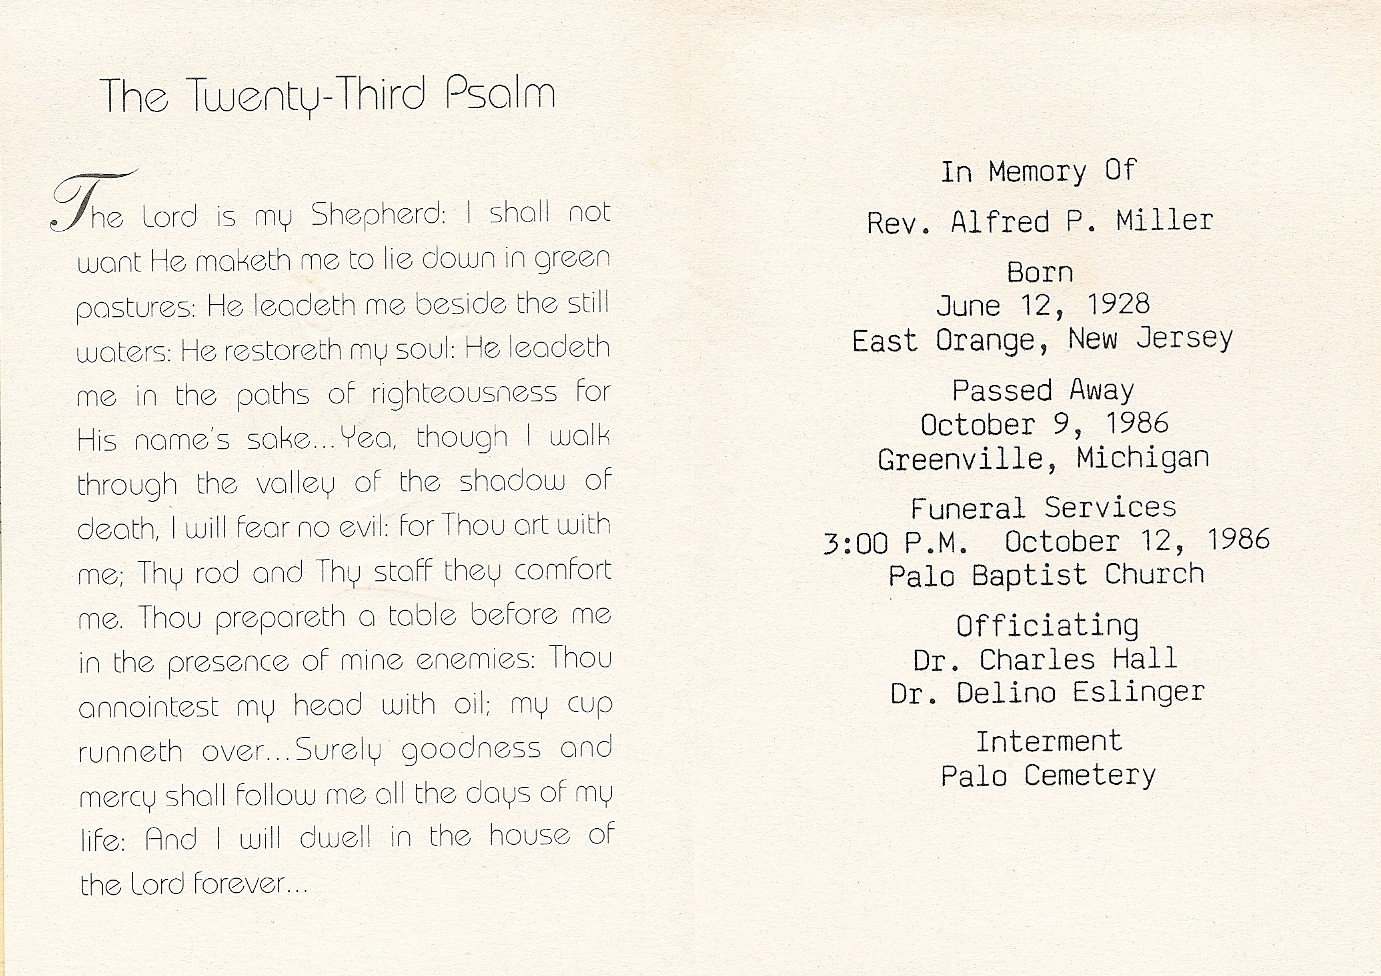 The Twenty-Third Psalm
The Lord is my Shepherd: I shall not
want He maketh me to lie down in green
pastures: He leadeth me beside the still
waters: He restoreth my soul: He leadeth
me in the paths of righteousness for
His name's sake...Yea, though I walk
through the valley of the shadow of
death, I will fear no evil: for Thou art with
me; Thy rod and Thy staff they comfort
me. Thou prepareth a table before me
in the presence of mine enemies: Thou
annointest my head with oil; my cup
runneth over...Surely goodness and
mercy shall follow me all the days of my
life: And I will dwell in the house of
the Lord forever...
In Memory Of
Rev. Alfred P. Miller
Born
June 12, 1928
East Orange, New Jersey
Passed Away
October 9, 1986
Greenville, Michigan
Funeral Services
3:00 P.M. October 12, 1986
Palo Baptist Church
Officiating
Dr. Charles Hall
Dr. Delino Eslinger
Interment
Palo Cemetery